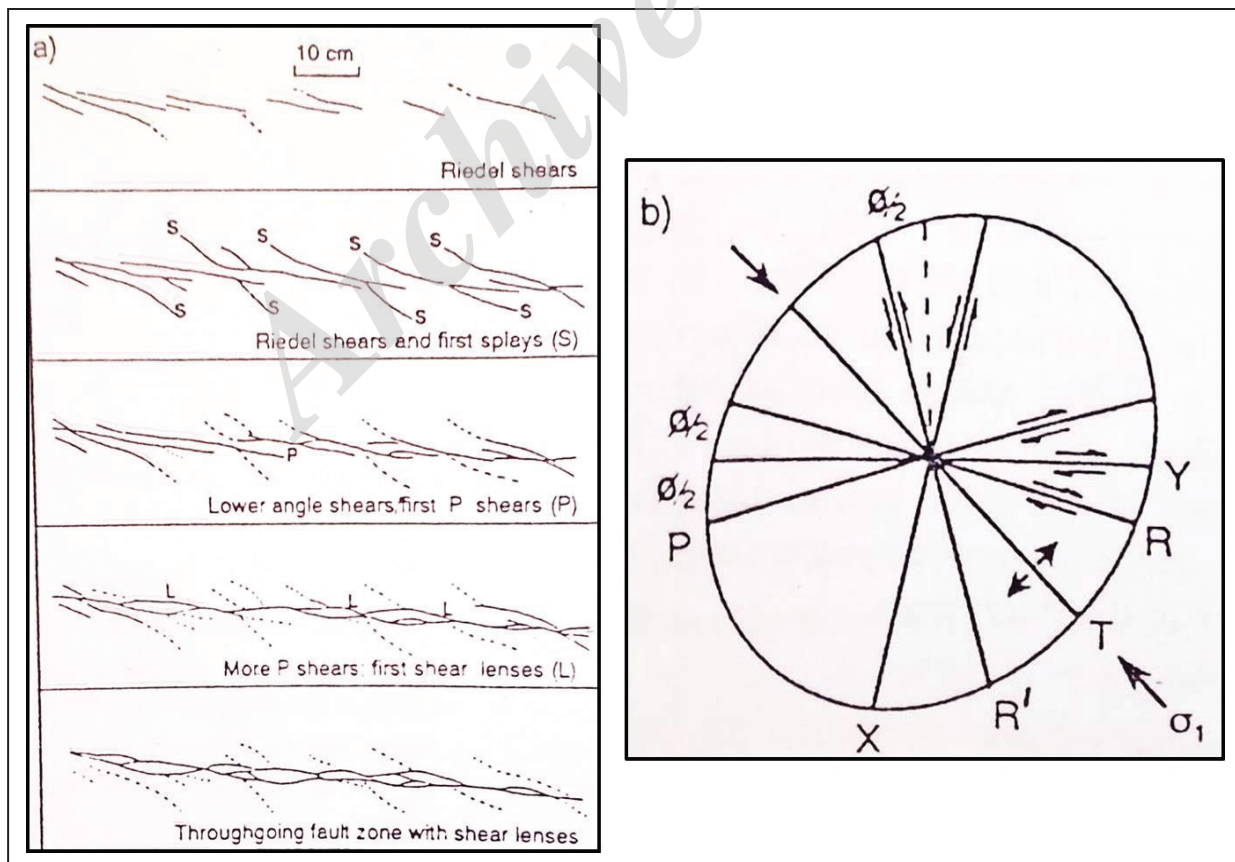 a)
10 cm
Riedel shears
S
S
S
S
S
S
S
S
Riedel shears and first splays (S)
P
Lower angle shears,first P shears (P)
L
L
L
More P shears; first shear lenses (L)
Throughgoing fault zone with shear lenses
b)
Ø/2
Ø/2
Ø/2
P
Y
R
T
R'
X
σ1
Archive